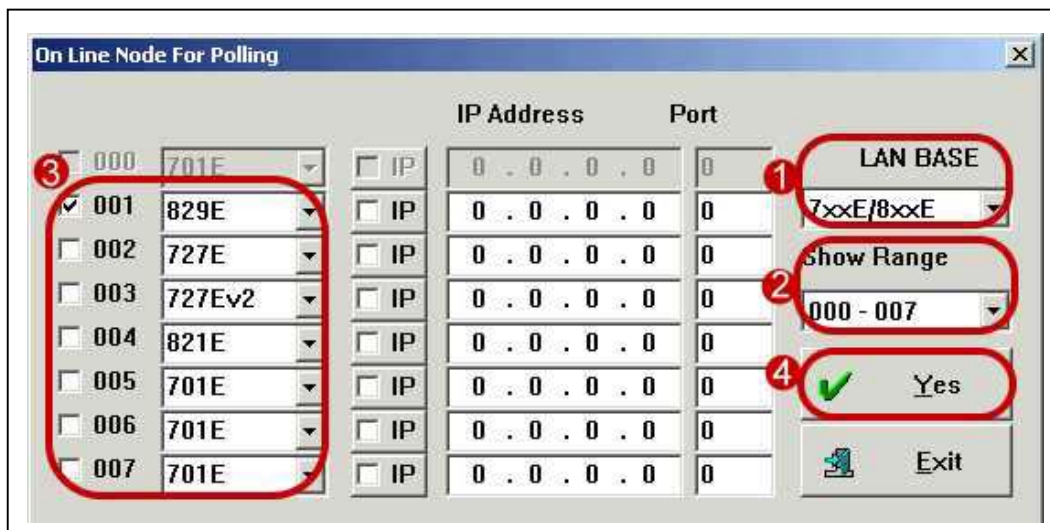 On Line Node For Polling
IP Address Port
000 701E IP 0 . 0 . 0 . 0 0
001 829E IP 0 . 0 . 0 . 0 0
002 727E IP 0 . 0 . 0 . 0 0
003 727Ev2 IP 0 . 0 . 0 . 0 0
004 821E IP 0 . 0 . 0 . 0 0
005 701E IP 0 . 0 . 0 . 0 0
006 701E IP 0 . 0 . 0 . 0 0
007 701E IP 0 . 0 . 0 . 0 0
3
1
LAN BASE
7xxE/8xxE
2
Show Range
000 - 007
4
Yes
Exit